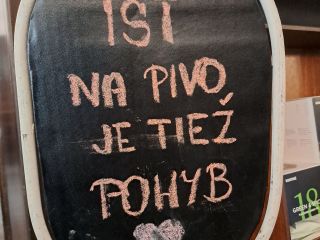 ÍSŤ
NA PIVO
JE TIEŽ
POHYB